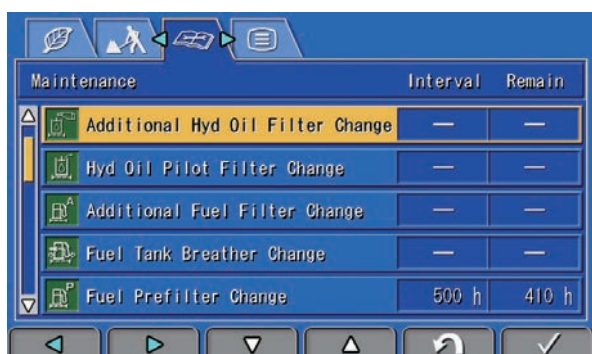 Maintenance Interval Remain
Additional Hyd Oil Filter Change — —
Hyd Oil Pilot Filter Change — —
A Additional Fuel Filter Change — —
Fuel Tank Breather Change — —
P Fuel Prefilter Change 500 h 410 h